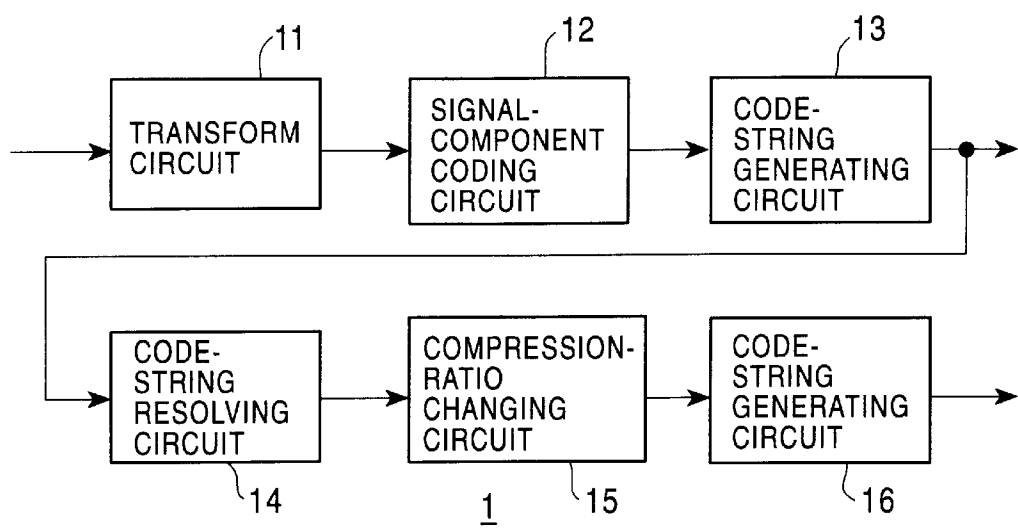 11
12
13
TRANSFORM
CIRCUIT
SIGNAL-
COMPONENT
CODING
CIRCUIT
CODE-
STRING
GENERATING
CIRCUIT
CODE-
STRING
RESOLVING
CIRCUIT
COMPRESSION-
RATIO
CHANGING
CIRCUIT
CODE-
STRING
GENERATING
CIRCUIT
14
15
16
1